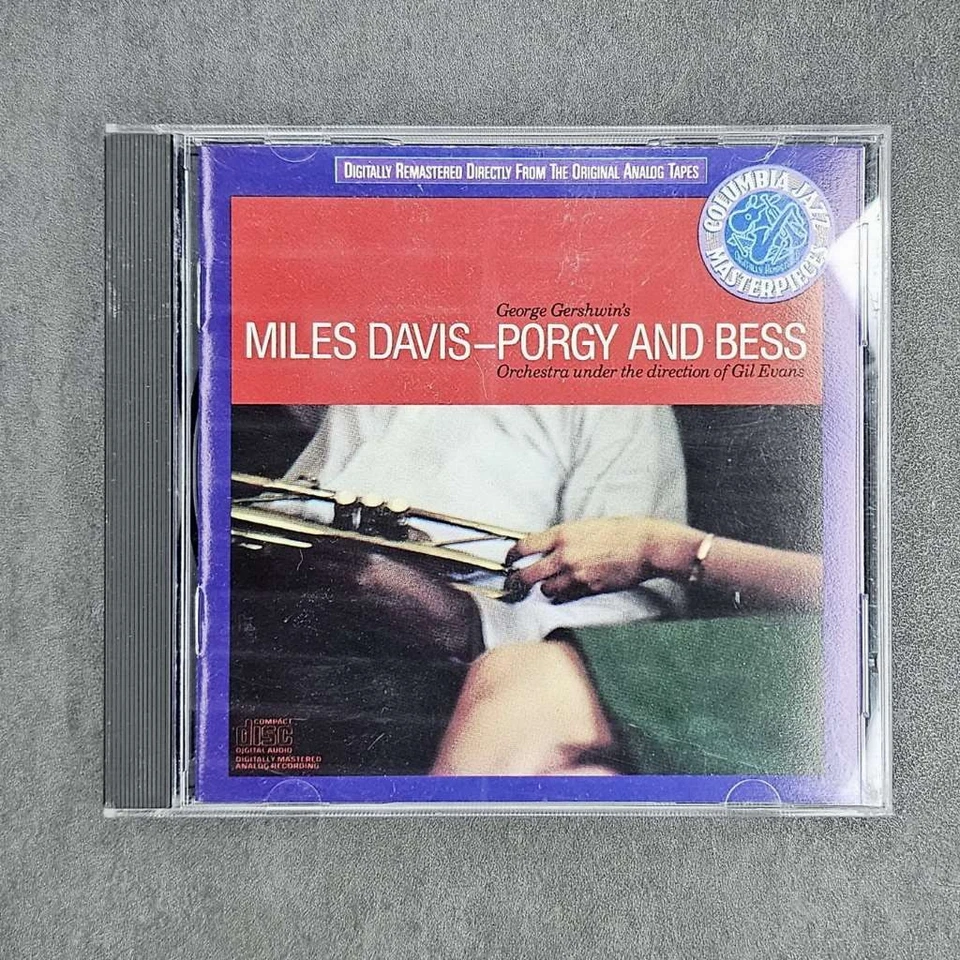 DIGITALLY REMASTERED DIRECTLY FROM THE ORIGINAL ANALOG TAPES
COLUMBIA JAZZ
MASTERPIECES
George Gershwin's
MILES DAVIS–PORGY AND BESS
Orchestra under the direction of Gil Evans
COMPACT
disc
DIGITAL AUDIO
DIGITALLY MASTERED
ANALOG RECORDING